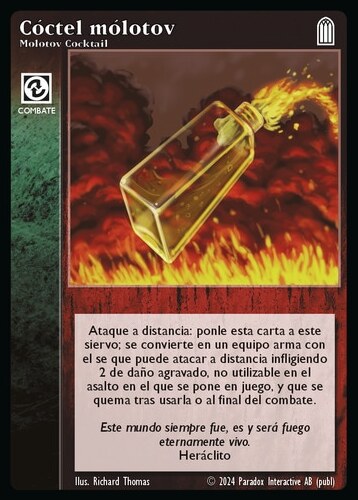 Cóctel mólotov
Molotov Cocktail
COMBATE
Ataque a distancia: ponle esta carta a este
siervo; se convierte en un equipo arma con
el se que puede atacar a distancia infligiendo
2 de daño agravado, no utilizable en el
asalto en el que se pone en juego, y que se
quema tras usarla o al final del combate.
Este mundo siempre fue, es y será fuego
eternamente vivo.
Heráclito
Ilus. Richard Thomas
© 2024 Paradox Interactive AB (publ)